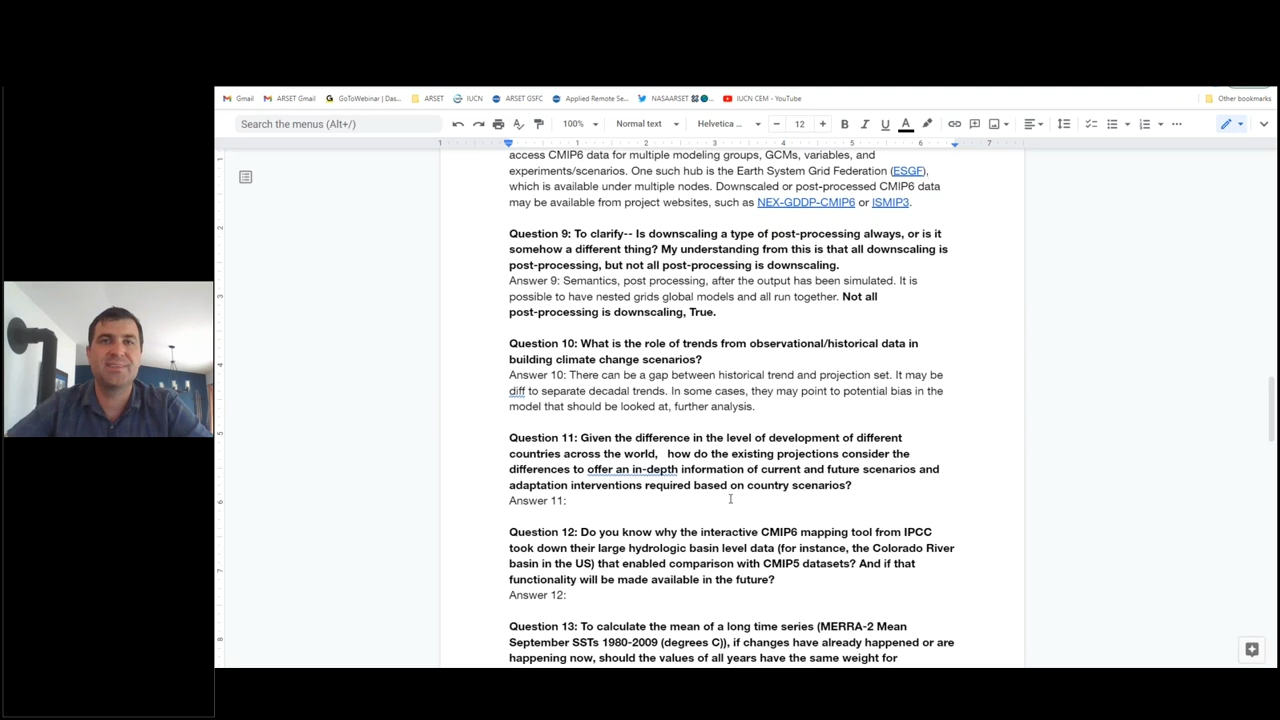 Gmail ARSET Gmail GoToWebinar | Das... ARSET IUCN ARSET GSFC Applied Remote Se... NASAARSET IUCN CEM - YouTube Other bookmarks
Search the menus (Alt+/) 100% Normal text Helvetica ... 12 B I U A
1 1 2 3 4 5 6 7
access CMIP6 data for multiple modeling groups, GCMs, variables, and
experiments/scenarios. One such hub is the Earth System Grid Federation (ESGF),
which is available under multiple nodes. Downscaled or post-processed CMIP6 data
may be available from project websites, such as NEX-GDDP-CMIP6 or ISMIP3.
Question 9: To clarify-- Is downscaling a type of post-processing always, or is it
somehow a different thing? My understanding from this is that all downscaling is
post-processing, but not all post-processing is downscaling.
Answer 9: Semantics, post processing, after the output has been simulated. It is
possible to have nested grids global models and all run together. Not all
post-processing is downscaling, True.
Question 10: What is the role of trends from observational/historical data in
building climate change scenarios?
Answer 10: There can be a gap between historical trend and projection set. It may be
diff to separate decadal trends. In some cases, they may point to potential bias in the
model that should be looked at, further analysis.
Question 11: Given the difference in the level of development of different
countries across the world, how do the existing projections consider the
differences to offer an in-depth information of current and future scenarios and
adaptation interventions required based on country scenarios?
Answer 11:
Question 12: Do you know why the interactive CMIP6 mapping tool from IPCC
took down their large hydrologic basin level data (for instance, the Colorado River
basin in the US) that enabled comparison with CMIP5 datasets? And if that
functionality will be made available in the future?
Answer 12:
Question 13: To calculate the mean of a long time series (MERRA-2 Mean
September SSTs 1980-2009 (degrees C)), if changes have already happened or are
happening now, should the values of all years have the same weight for